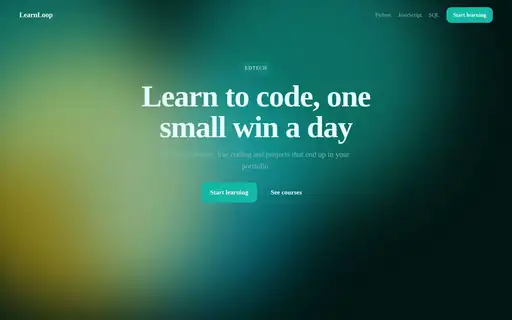 LearnLoop
Python JavaScript SQL Start learning
EDTECH
Learn to code, one
small win a day
live coding and projects that end up in your
portfolio.
Start learning See courses